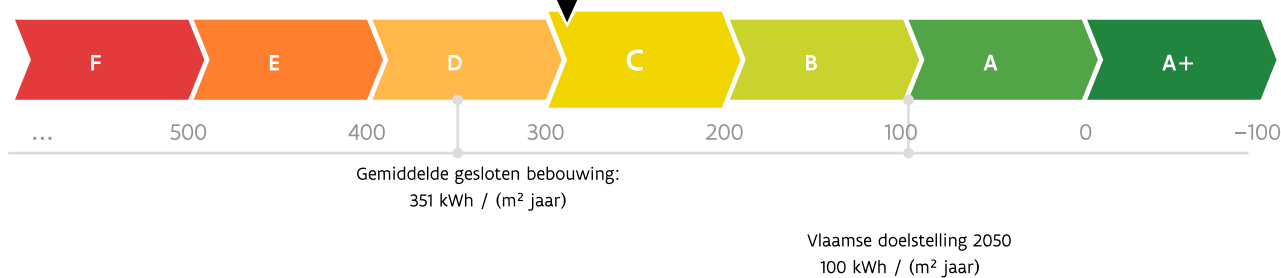 F E D C B A A+
... 500 400 300 200 100 0 −100
Gemiddelde gesloten bebouwing:
351 kWh / (m² jaar)
Vlaamse doelstelling 2050
100 kWh / (m² jaar)